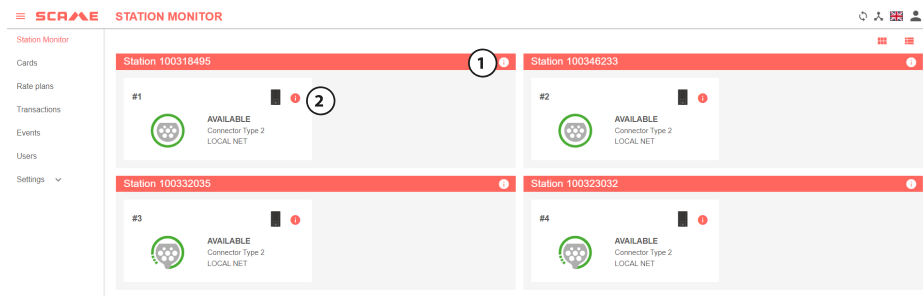 SCAME STATION MONITOR
Station Monitor
Cards
Rate plans
Transactions
Events
Users
Settings
Station 100318495
1
#1
2
AVAILABLE
Connector Type 2
LOCAL NET
Station 100346233
#2
AVAILABLE
Connector Type 2
LOCAL NET
Station 100332035
#3
AVAILABLE
Connector Type 2
LOCAL NET
Station 100323032
#4
AVAILABLE
Connector Type 2
LOCAL NET